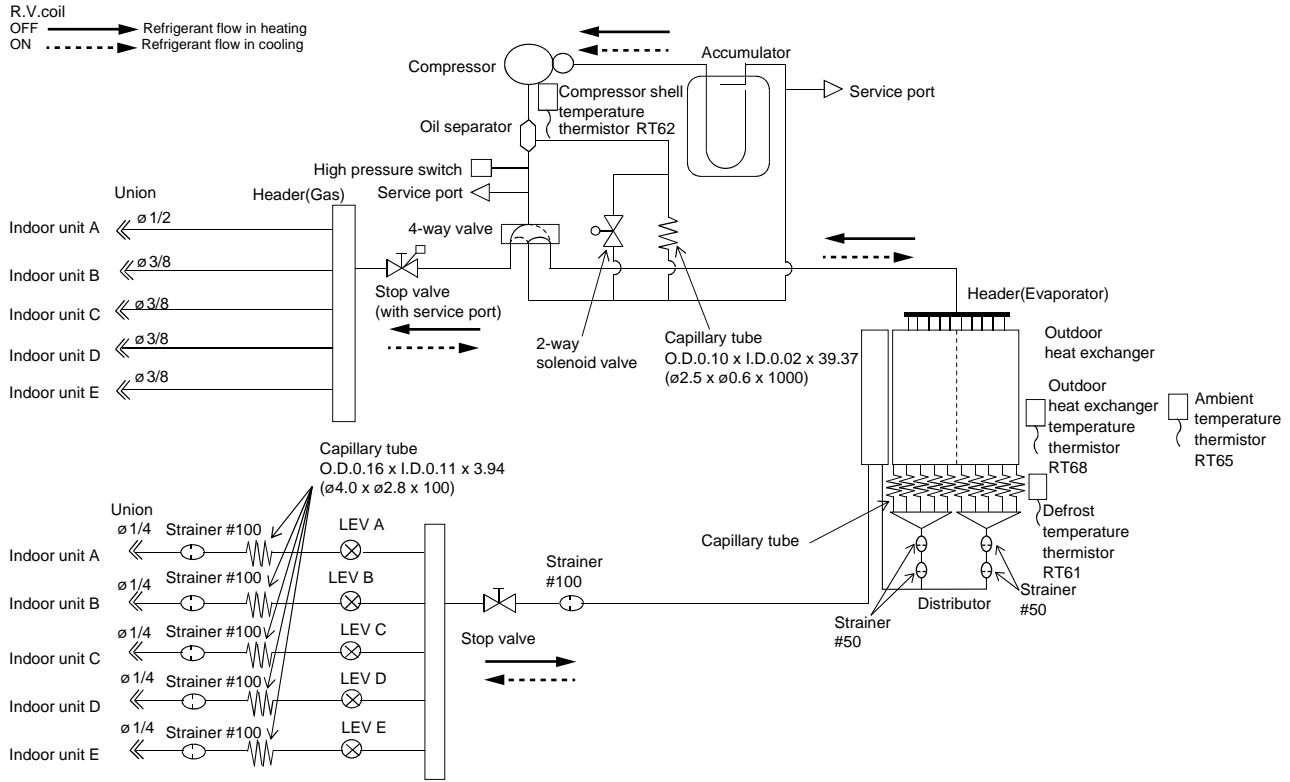 R.V.coil
OFF Refrigerant flow in heating
ON Refrigerant flow in cooling
Compressor
Accumulator
Service port
Compressor shell
temperature
thermistor RT62
Oil separator
High pressure switch
Service port
Union
Header(Gas)
4-way valve
Indoor unit A
ø 1/2
Indoor unit B
ø 3/8
Indoor unit C
ø 3/8
Indoor unit D
ø 3/8
Indoor unit E
ø 3/8
Stop valve
(with service port)
2-way
solenoid valve
Capillary tube
O.D.0.10 x I.D.0.02 x 39.37
(ø2.5 x ø0.6 x 1000)
Header(Evaporator)
Outdoor
heat exchanger
Outdoor
heat exchanger
temperature
thermistor
RT68
Ambient
temperature
thermistor
RT65
Defrost
temperature
thermistor
RT61
Capillary tube
Strainer
#50
Distributor
Strainer
#50
Capillary tube
O.D.0.16 x I.D.0.11 x 3.94
(ø4.0 x ø2.8 x 100)
Union
Indoor unit A
ø 1/4
Strainer #100
LEV A
Indoor unit B
ø 1/4
Strainer #100
LEV B
Indoor unit C
ø 1/4
Strainer #100
LEV C
Indoor unit D
ø 1/4
Strainer #100
LEV D
Indoor unit E
ø 1/4
Strainer #100
LEV E
Stop valve
Strainer
#100